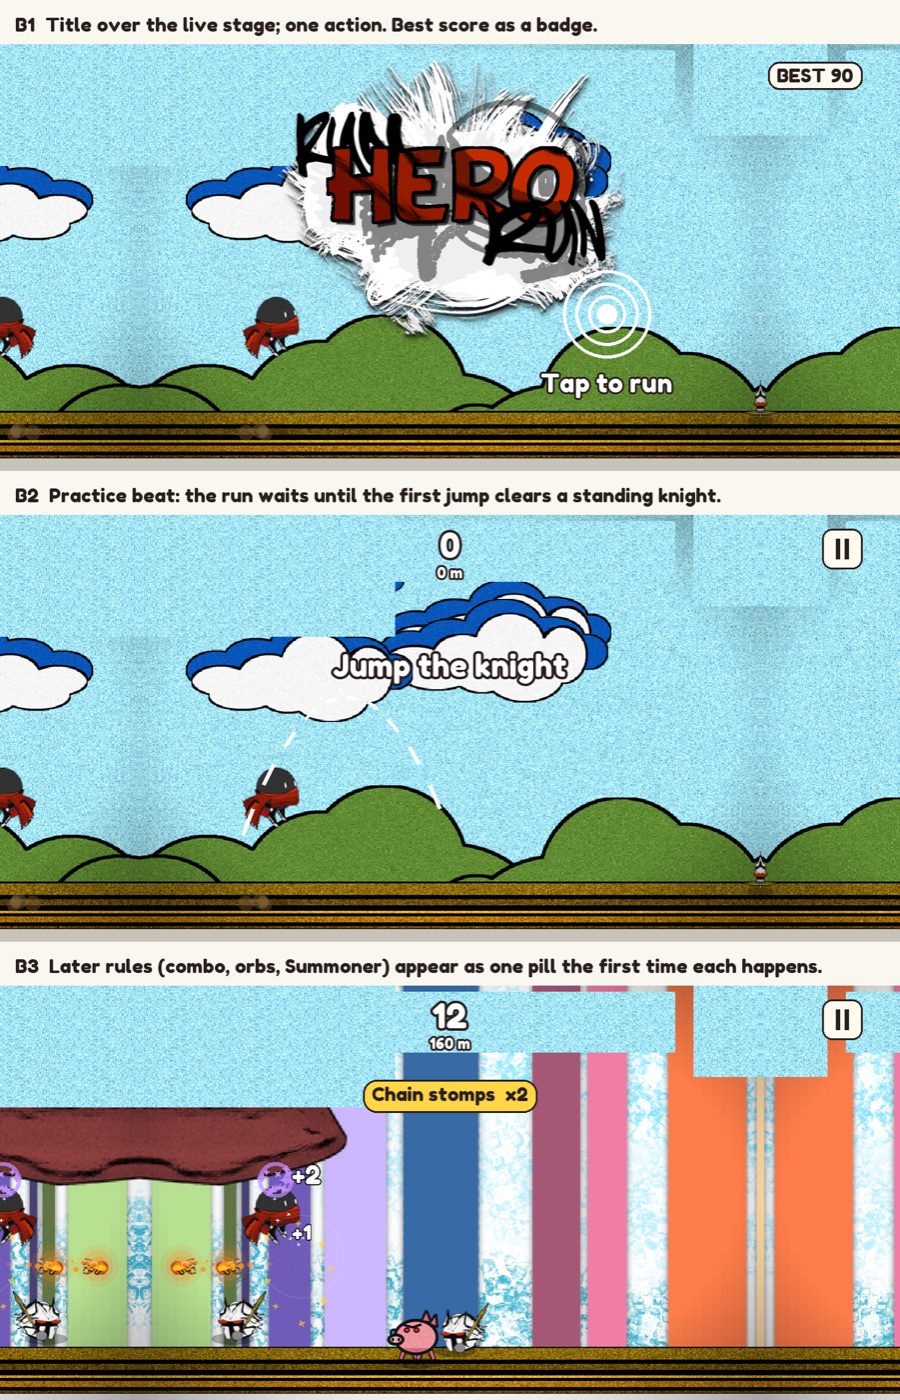 B1 Title over the live stage; one action. Best score as a badge.
BEST 90
RUN
HERO
RUN
Tap to run
B2 Practice beat: the run waits until the first jump clears a standing knight.
0
0 m
Jump the knight
B3 Later rules (combo, orbs, Summoner) appear as one pill the first time each happens.
12
160 m
Chain stomps x2
+2
+1